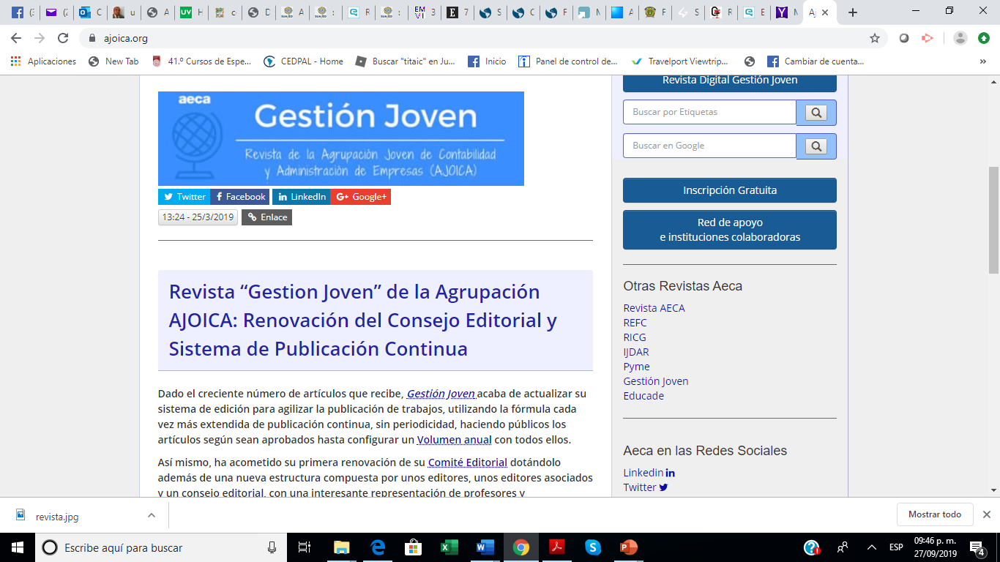 (3
(2
C
u
A
UV
H
c
D
A
:
R
:
EM
VI
3
E
7
S
C
F
N
A
F
S
R
E
N
Aj
ajoica.org
Aplicaciones
New Tab
41.º Cursos de Espe...
CEDPAL - Home
Buscar "titaic" en Ju...
Inicio
Panel de control de...
Travelport Viewtrip...
Cambiar de cuenta...
»
aeca
Gestión Joven
Revista de la Agrupación Joven de Contabilidad
y Administración de Empresas (AJOICA)
Twitter
Facebook
LinkedIn
Google+
13:24 - 25/3/2019
Enlace
Revista “Gestion Joven” de la Agrupación
AJOICA: Renovación del Consejo Editorial y
Sistema de Publicación Continua
Dado el creciente número de artículos que recibe, Gestión Joven acaba de actualizar su
sistema de edición para agilizar la publicación de trabajos, utilizando la fórmula cada
vez más extendida de publicación continua, sin periodicidad, haciendo públicos los
artículos según sean aprobados hasta configurar un Volumen anual con todos ellos.
Así mismo, ha acometido su primera renovación de su Comité Editorial dotándolo
además de una nueva estructura compuesta por unos editores, unos editores asociados
y un consejo editorial, con una interesante representación de profesores y
Revista Digital Gestión Joven
Buscar por Etiquetas
Buscar en Google
Inscripción Gratuita
Red de apoyo
e instituciones colaboradoras
Otras Revistas Aeca
Revista AECA
REFC
RICG
IJDAR
Pyme
Gestión Joven
Educade
Aeca en las Redes Sociales
Linkedin
Twitter
revista.jpg
Mostrar todo
Escribe aquí para buscar
ESP
09:46 p. m.
27/09/2019
4